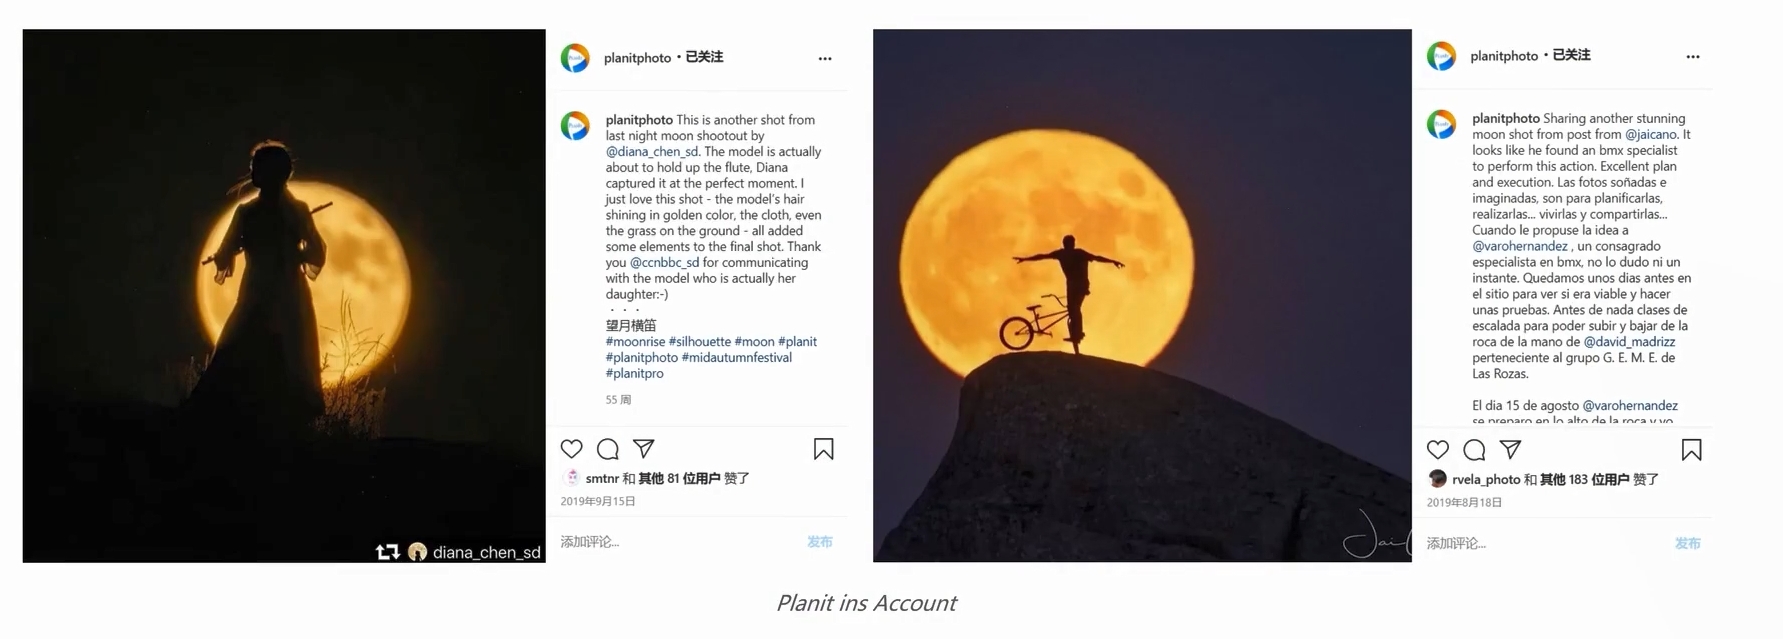 planitphoto • 已关注
planitphoto This is another shot from
last night moon shootout by
@diana_chen_sd. The model is actually
about to hold up the flute, Diana
captured it at the perfect moment. I
just love this shot - the model's hair
shining in golden color, the cloth, even
the grass on the ground - all added
some elements to the final shot. Thank
you @ccnbbc_sd for communicating
with the model who is actually her
daughter:-)
. . .
望月横笛
#moonrise #silhouette #moon #planit
#planitphoto #midautumnfestival
#planitpro
55 周
smtnr 和 其他 81 位用户 赞了
2019年9月15日
添加评论... 发布
diana_chen_sd
planitphoto • 已关注
planitphoto Sharing another stunning
moon shot from post from @jaicano. It
looks like he found an bmx specialist
to perform this action. Excellent plan
and execution. Las fotos soñadas e
imaginadas, son para planificarlas,
realizarlas... vivirlas y compartirlas...
Cuando le propuse la idea a
@varohernandez , un consagrado
especialista en bmx, no lo dudo ni un
instante. Quedamos unos dias antes en
el sitio para ver si era viable y hacer
unas pruebas. Antes de nada clases de
escalada para poder subir y bajar de la
roca de la mano de @david_madrizz
perteneciente al grupo G. E. M. E. de
Las Rozas.
El dia 15 de agosto @varohernandez
se preparo en lo alto de la roca y yo
rvela_photo 和 其他 183 位用户 赞了
2019年8月18日
添加评论... 发布
Planit ins Account